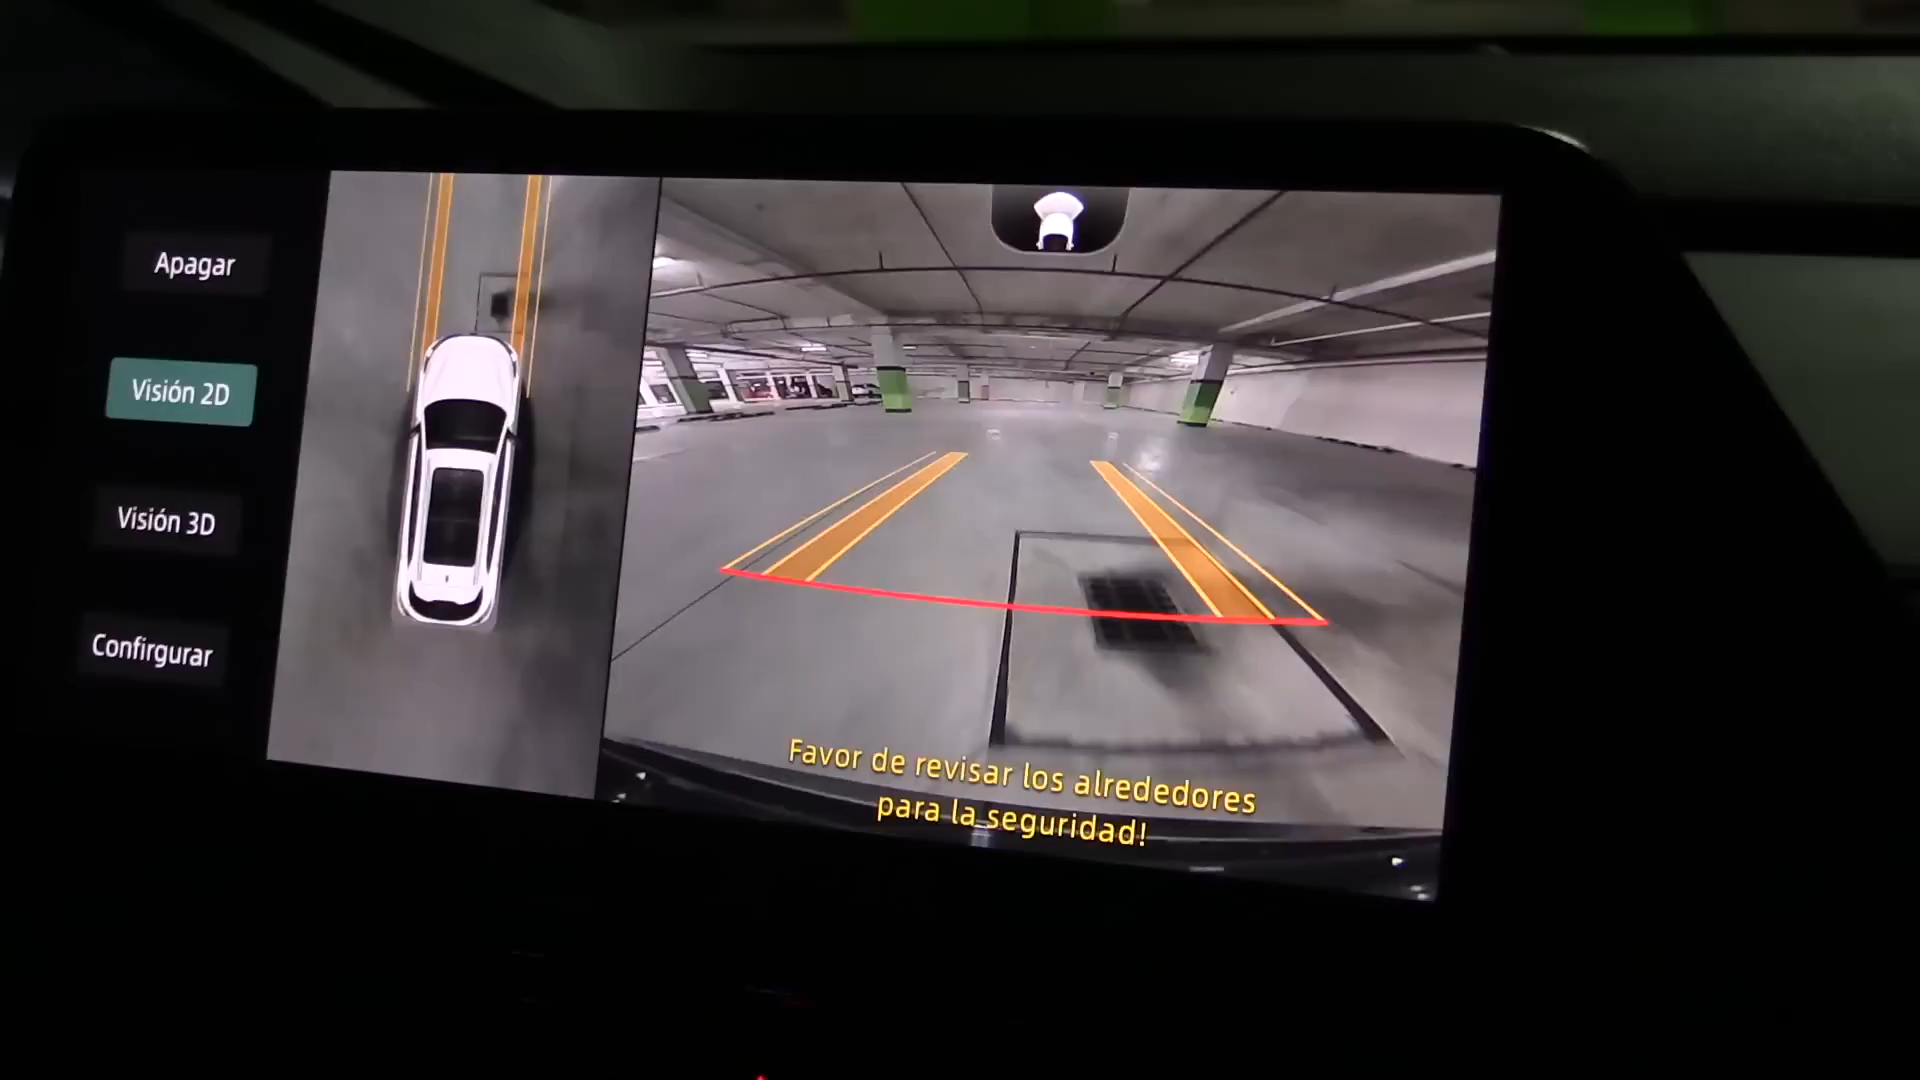 Apagar
Visión 2D
Visión 3D
Confirgurar
Favor de revisar los alrededores
para la seguridad!